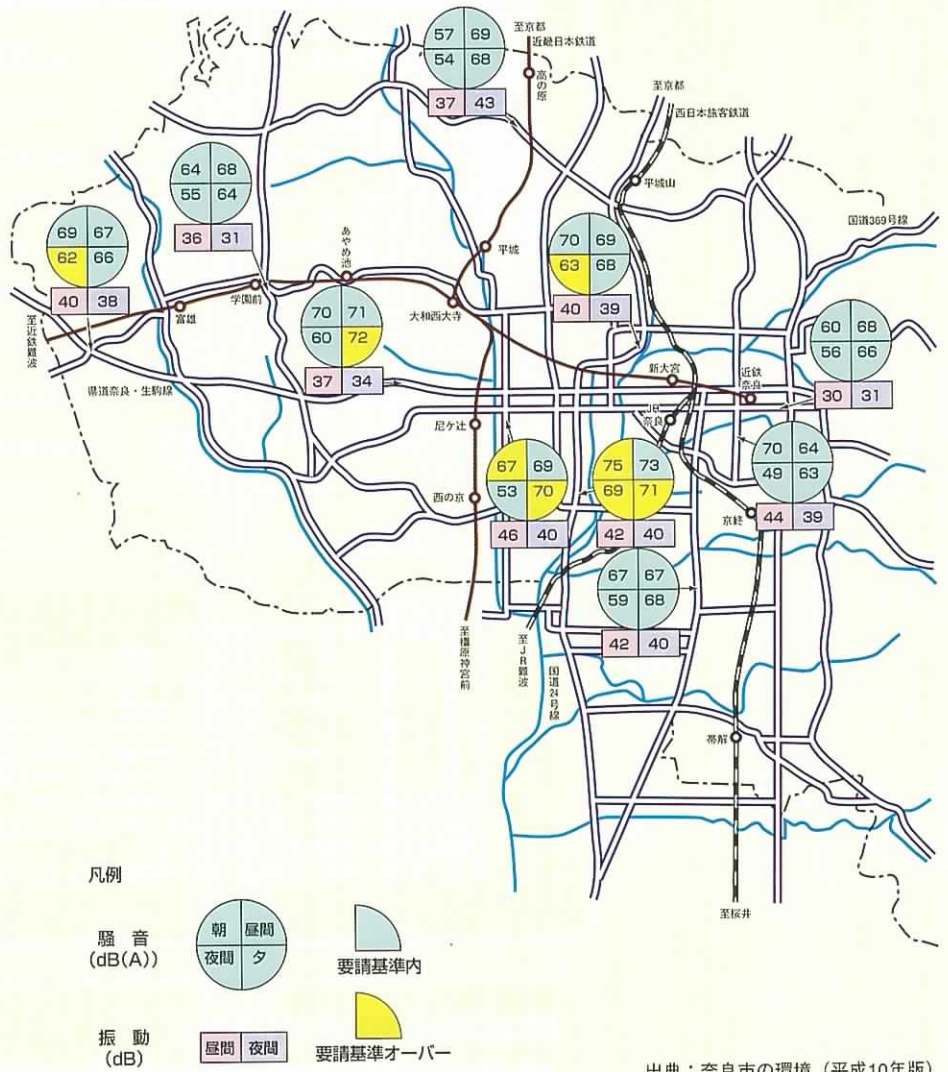 57 69
54 68
37 43
至京都
近畿日本鉄道
高の原
至京都
西日本旅客鉄道
平城山
国道369号線
64 68
55 64
36 31
69 67
62 66
40 38
あやめ池
平城
70 69
63 68
40 39
学園前
富雄
大和西大寺
至近鉄難波
70 71
60 72
37 34
60 68
56 66
30 31
県道奈良・生駒線
新大宮
近鉄
奈良
JR
奈良
尼ケ辻
西の京
67 69
53 70
46 40
75 73
69 71
42 40
70 64
49 63
44 39
京終
67 67
59 68
42 40
至橿原神宮前
至JR難波
国道24号線
帯解
至桜井
凡例
騒音
(dB(A))
朝 昼間
夜間 夕
要請基準内
振動
(dB)
昼間 夜間
要請基準オーバー
出典：奈良市の環境（平成10年版）